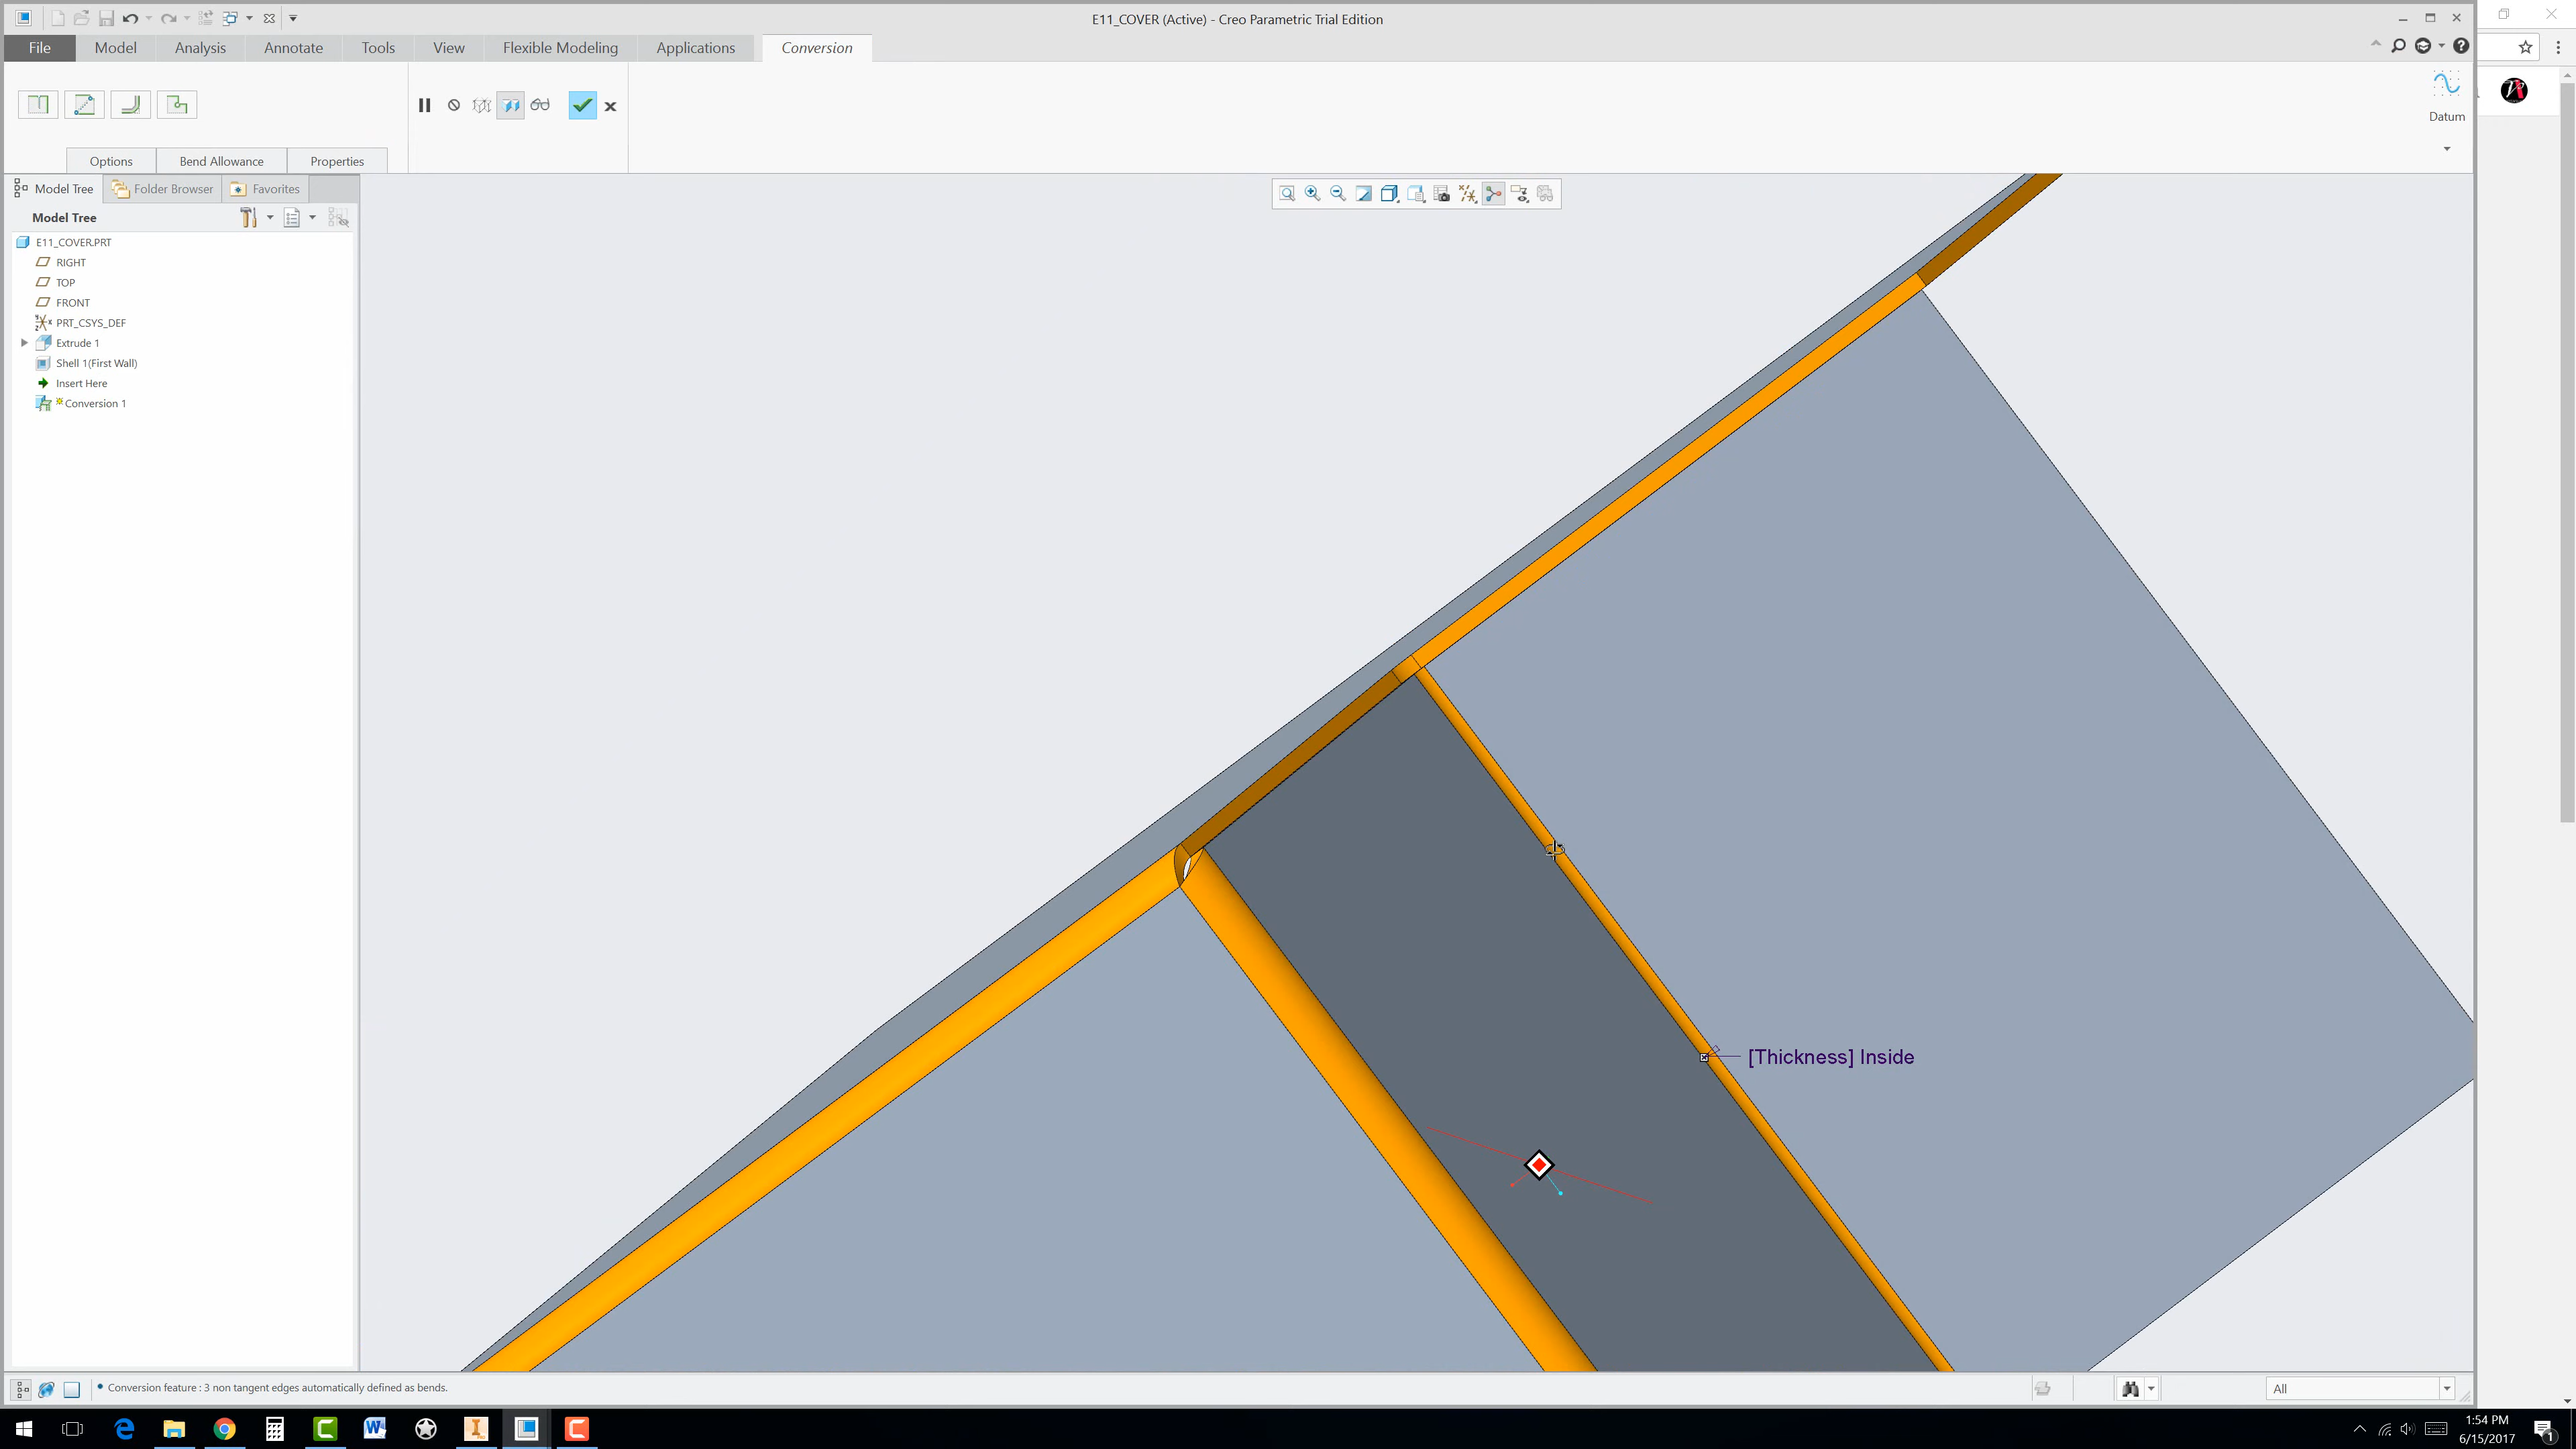 E11_COVER (Active) - Creo Parametric Trial Edition
File Model Analysis Annotate Tools View Flexible Modeling Applications Conversion
Datum
Options Bend Allowance Properties
Model Tree Folder Browser Favorites
Model Tree
E11_COVER.PRT
RIGHT
TOP
FRONT
PRT_CSYS_DEF
Extrude 1
Shell 1(First Wall)
Insert Here
Conversion 1
[Thickness] Inside
Conversion feature : 3 non tangent edges automatically defined as bends.
All
1:54 PM
6/15/2017
1